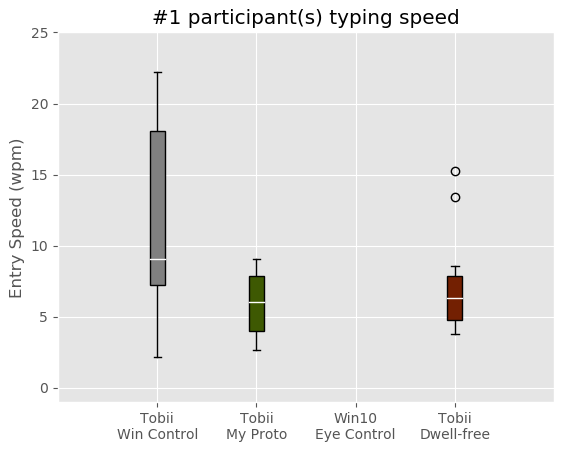 #1 participant(s) typing speed
Entry Speed (wpm)
25
20
15
10
5
0
Tobii
Win Control
Tobii
My Proto
Win10
Eye Control
Tobii
Dwell-free